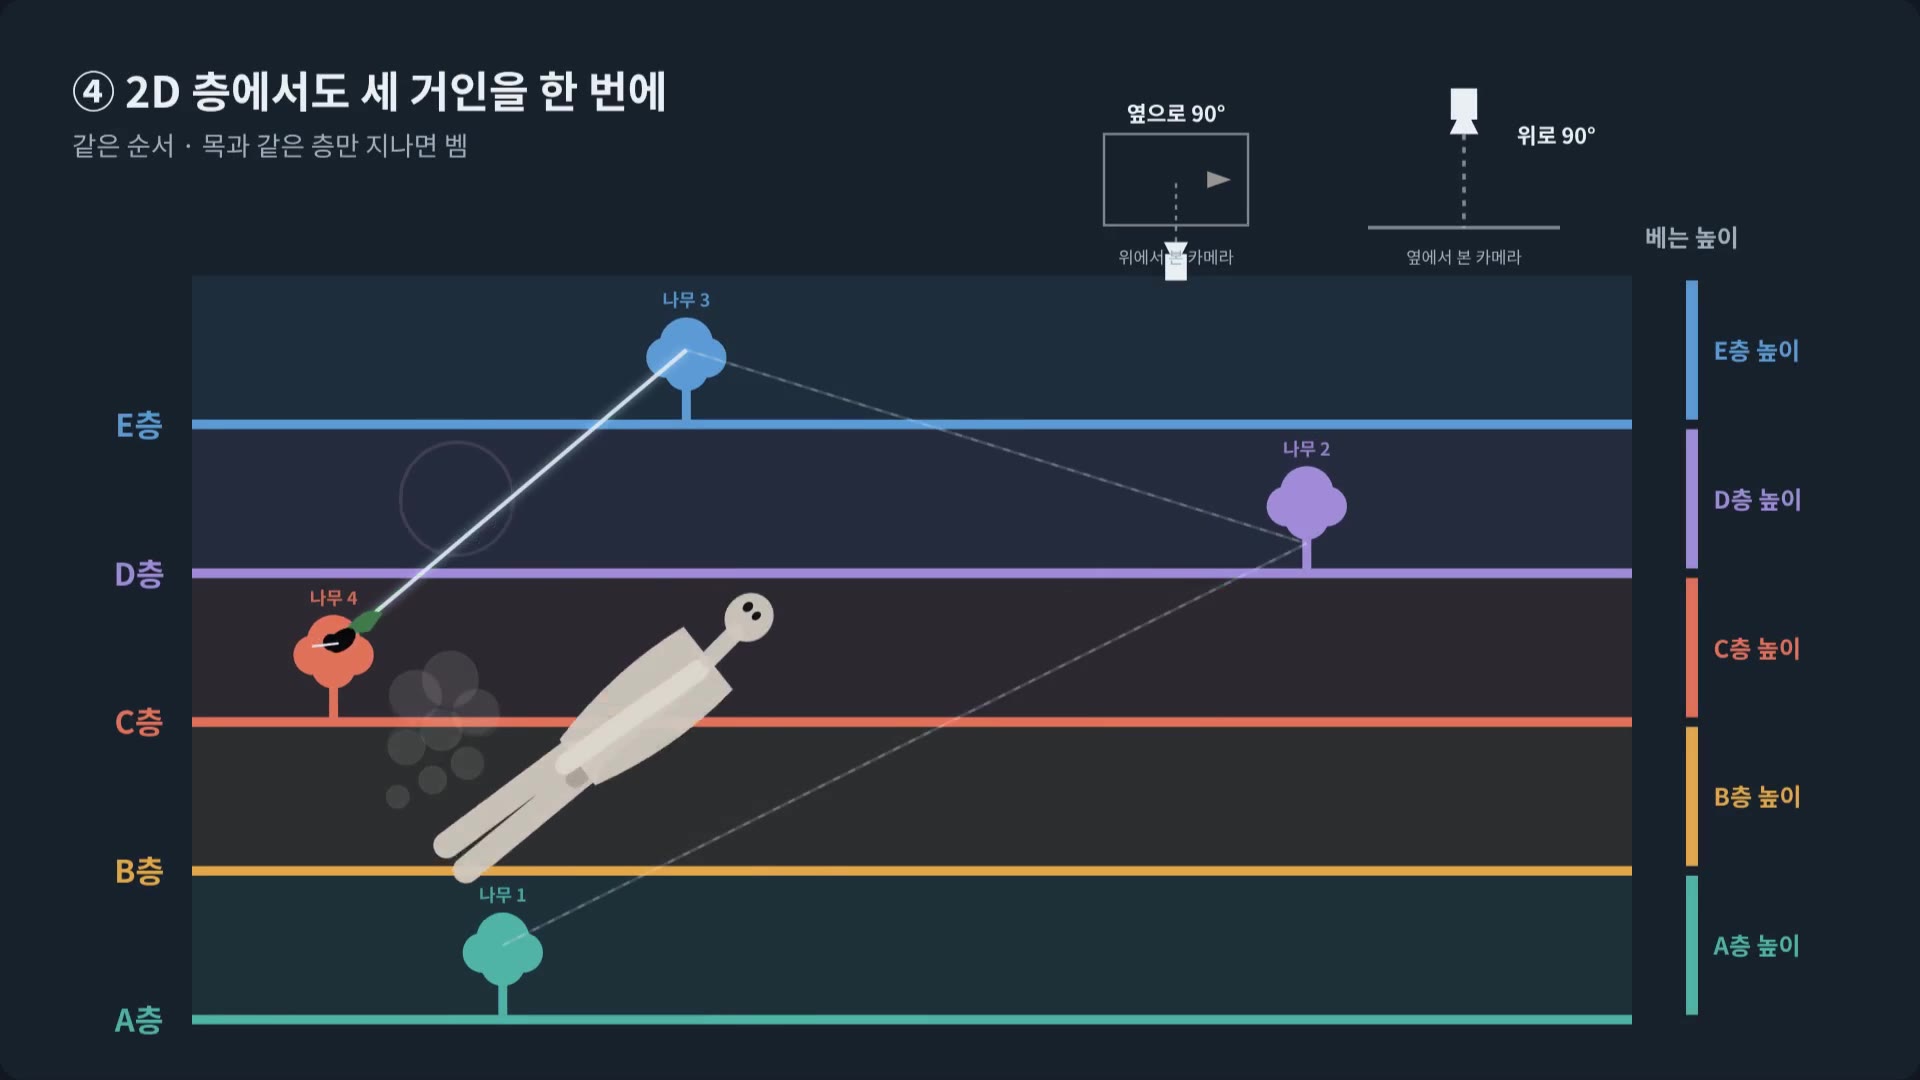 ④ 2D 층에서도 세 거인을 한 번에
같은 순서 · 목과 같은 층만 지나면 벰
옆으로 90°
위로 90°
위에서 본 카메라
옆에서 본 카메라
베는 높이
나무 3
E층 높이
E층
나무 2
D층 높이
D층
나무 4
C층 높이
C층
B층 높이
B층
나무 1
A층 높이
A층